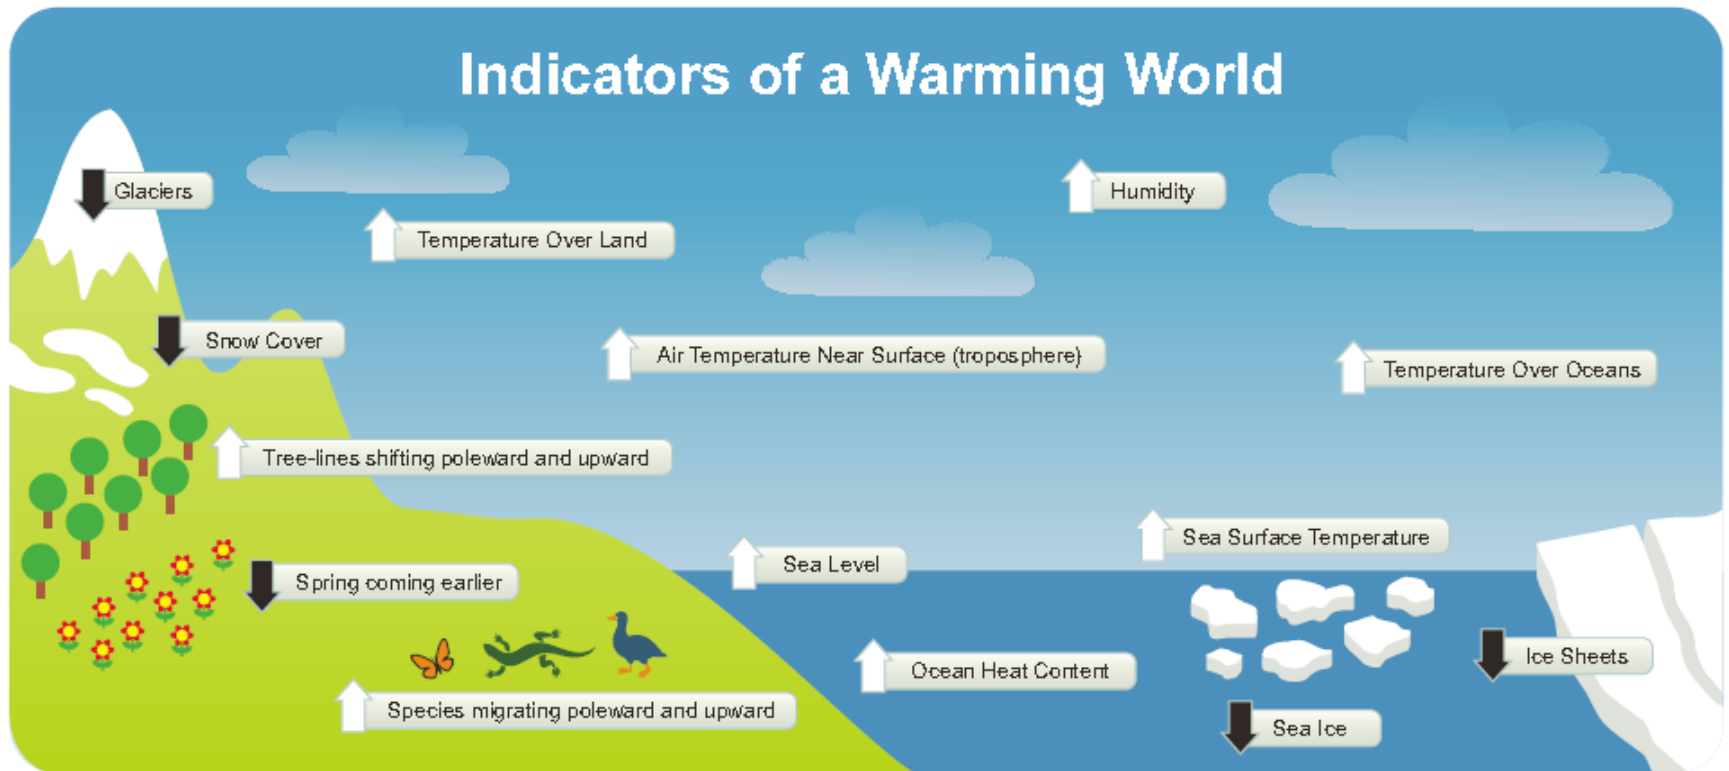 Indicators of a Warming World
Glaciers
Humidity
Temperature Over Land
Snow Cover
Air Temperature Near Surface (troposphere)
Temperature Over Oceans
Tree-lines shifting poleward and upward
Sea Surface Temperature
Sea Level
Spring coming earlier
Ice Sheets
Ocean Heat Content
Species migrating poleward and upward
Sea Ice